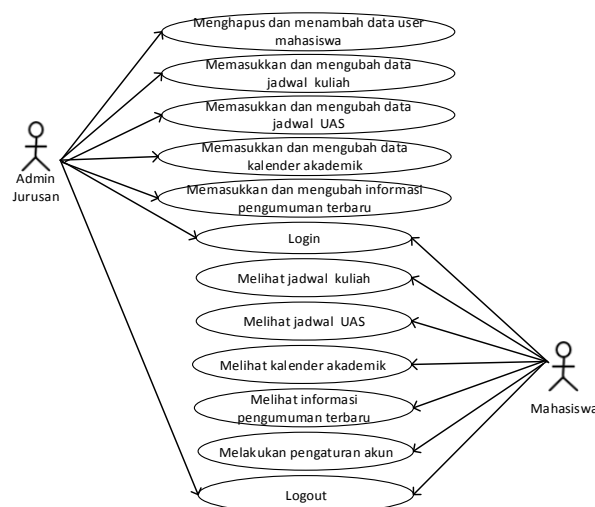 Menghapus dan menambah data user
mahasiswa
Memasukkan dan mengubah data
jadwal kuliah
Memasukkan dan mengubah data
jadwal UAS
Memasukkan dan mengubah data
kalender akademik
Memasukkan dan mengubah informasi
pengumuman terbaru
Admin
Jurusan
Login
Melihat jadwal kuliah
Melihat jadwal UAS
Melihat kalender akademik
Melihat informasi
pengumuman terbaru
Mahasiswa
Melakukan pengaturan akun
Logout